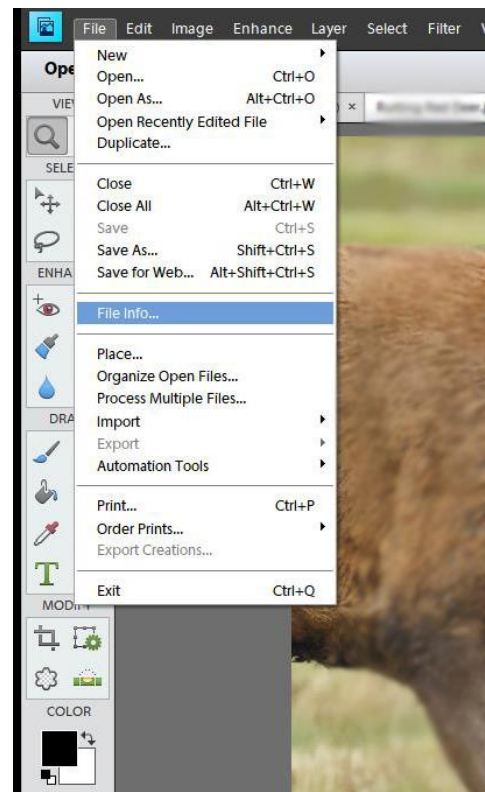 File Edit Image Enhance Layer Select Filter
Ope
VIE
SELE
ENHA
DRA
MODIFY
COLOR
New
Open... Ctrl+O
Open As... Alt+Ctrl+O
Open Recently Edited File
Duplicate...
Close Ctrl+W
Close All Alt+Ctrl+W
Save Ctrl+S
Save As... Shift+Ctrl+S
Save for Web... Alt+Shift+Ctrl+S
File Info...
Place...
Organize Open Files...
Process Multiple Files...
Import
Export
Automation Tools
Print... Ctrl+P
Order Prints...
Export Creations...
Exit Ctrl+Q